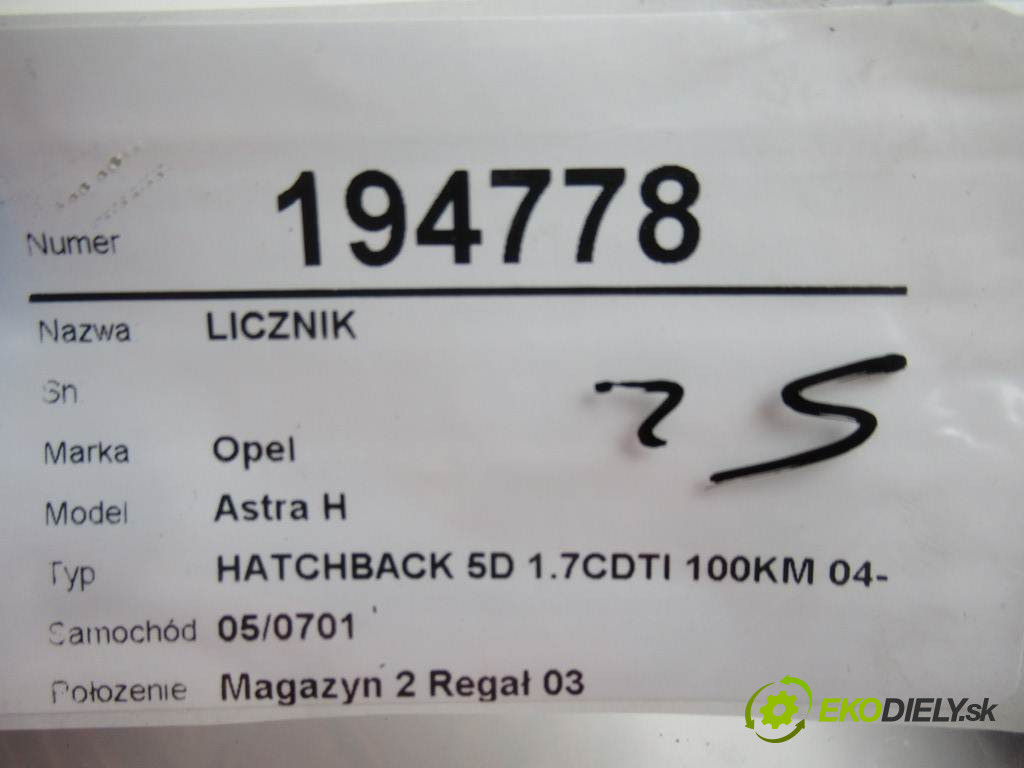 Numer 194778
Nazwa LICZNIK
Sn
Marka Opel
Model Astra H
Typ HATCHBACK 5D 1.7CDTI 100KM 04-
Samochód 05/0701
Położenie Magazyn 2 Regał 03
EKODIELY.sk